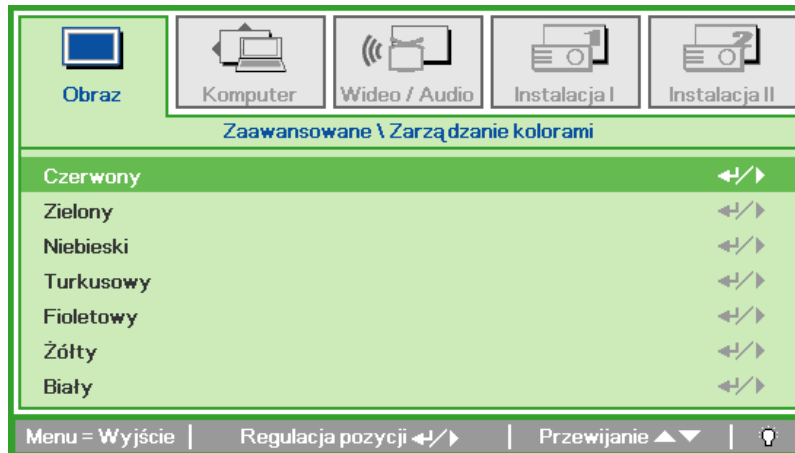 Obraz
Komputer
Wideo / Audio
Instalacja I
Instalacja II
Zaawansowane \ Zarządzanie kolorami
Czerwony
Zielony
Niebieski
Turkusowy
Fioletowy
Żółty
Biały
Menu = Wyjście | Regulacja pozycji ↵/▶ | Przewijanie ▲▼ |